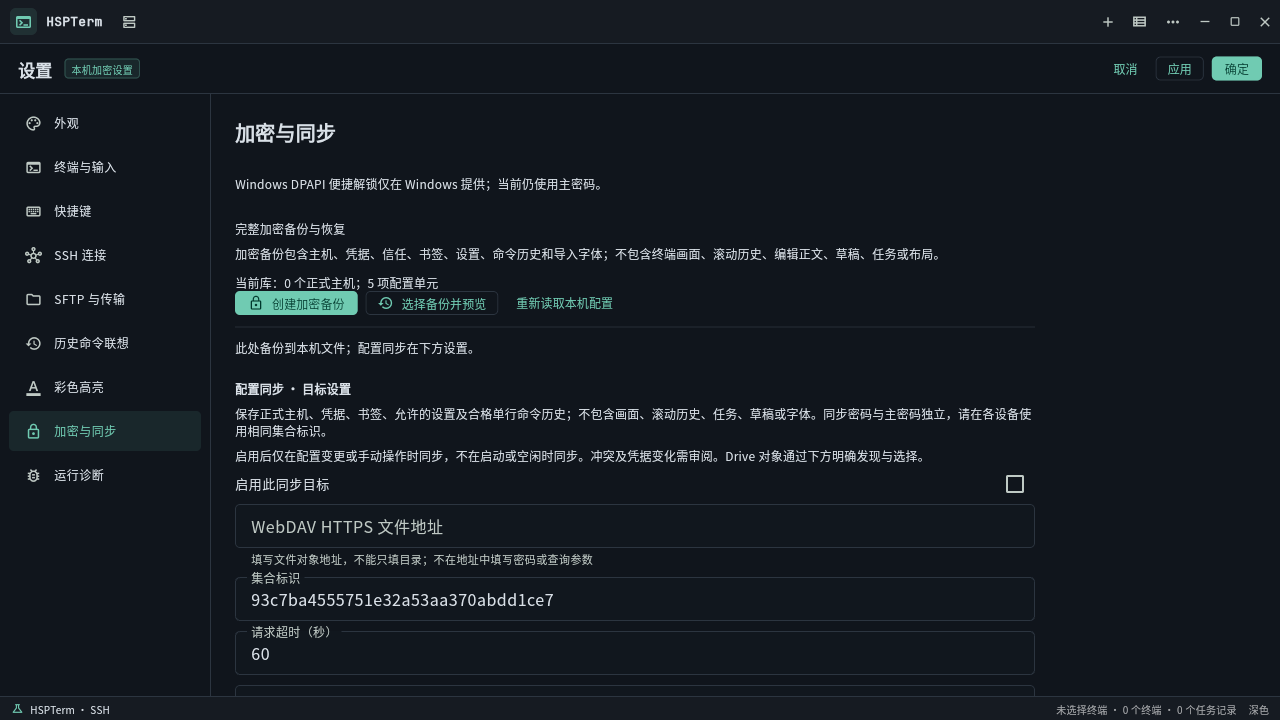 HSPTerm
设置
本机加密设置
取消
应用
确定
外观
终端与输入
快捷键
SSH 连接
SFTP 与传输
历史命令联想
彩色高亮
加密与同步
运行诊断
加密与同步
Windows DPAPI 便捷解锁仅在 Windows 提供；当前仍使用主密码。
完整加密备份与恢复
加密备份包含主机、凭据、信任、书签、设置、命令历史和导入字体；不包含终端画面、滚动历史、编辑正文、草稿、任务或布局。
当前库：0 个正式主机；5 项配置单元
创建加密备份
选择备份并预览
重新读取本机配置
此处备份到本机文件；配置同步在下方设置。
配置同步 · 目标设置
保存正式主机、凭据、书签、允许的设置及合格单行命令历史；不包含画面、滚动历史、任务、草稿或字体。同步密码与主密码独立，请在各设备使
用相同集合标识。
启用后仅在配置变更或手动操作时同步，不在启动或空闲时同步。冲突及凭据变化需审阅。Drive 对象通过下方明确发现与选择。
启用此同步目标
WebDAV HTTPS 文件地址
填写文件对象地址，不能只填目录；不在地址中填写密码或查询参数
集合标识
93c7ba4555751e32a53aa370abdd1ce7
请求超时（秒）
60
HSPTerm · SSH
未选择终端 · 0 个终端 · 0 个任务记录
深色